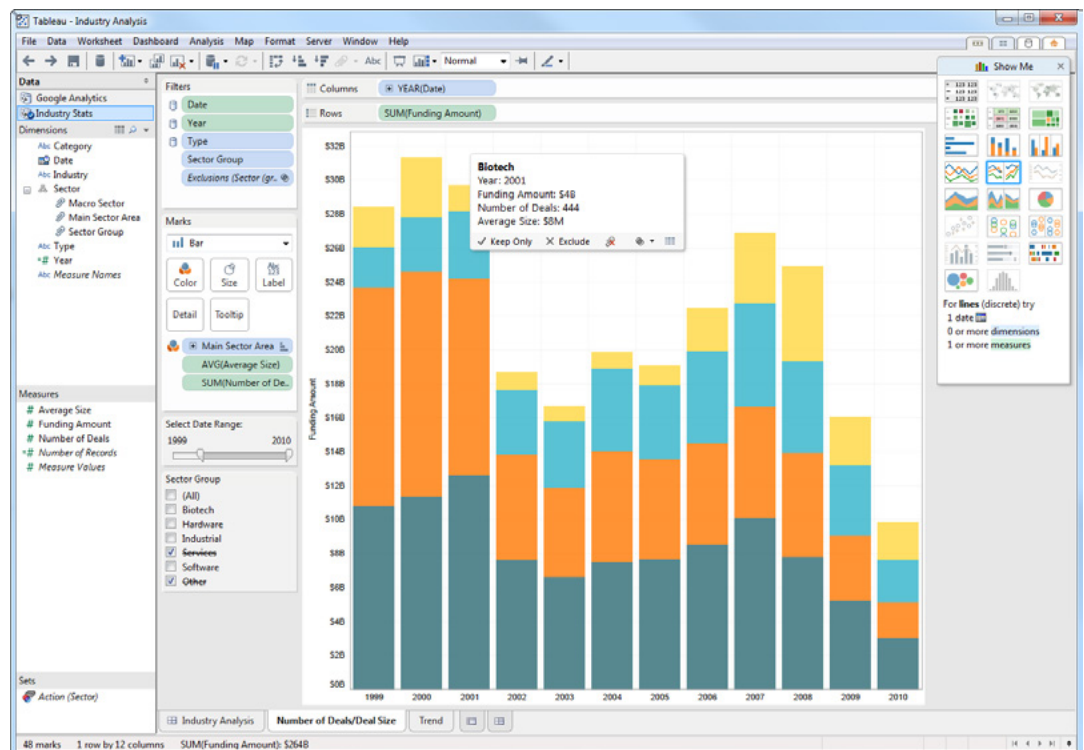 Tableau - Industry Analysis
File Data Worksheet Dashboard Analysis Map Format Server Window Help
Abc
Normal
Data
Google Analytics
Industry Stats
Dimensions
Abc Category
Date
Abc Industry
Sector
Macro Sector
Main Sector Area
Sector Group
Abc Type
# Year
Abc Measure Names
Measures
# Average Size
# Funding Amount
# Number of Deals
# Number of Records
# Measure Values
Sets
Action (Sector)
Filters
Date
Year
Type
Sector Group
Exclusions (Sector (gr..
Marks
Bar
Color Size Label
Detail Tooltip
Main Sector Area
AVG(Average Size)
SUM(Number of De..
Select Date Range:
1999 2010
Sector Group
(All)
Biotech
Hardware
Industrial
Services
Software
Other
Columns YEAR(Date)
Rows SUM(Funding Amount)
Funding Amount
$32B
$30B
$28B
$26B
$24B
$22B
$20B
$18B
$16B
$14B
$12B
$10B
$8B
$6B
$4B
$2B
$0B
Biotech
Year: 2001
Funding Amount: $4B
Number of Deals: 444
Average Size: $8M
Keep Only Exclude
1999 2000 2001 2002 2003 2004 2005 2006 2007 2008 2009 2010
Show Me
For lines (discrete) try
1 date
0 or more dimensions
1 or more measures
Industry Analysis Number of Deals/Deal Size Trend
48 marks 1 row by 12 columns SUM(Funding Amount): $264B